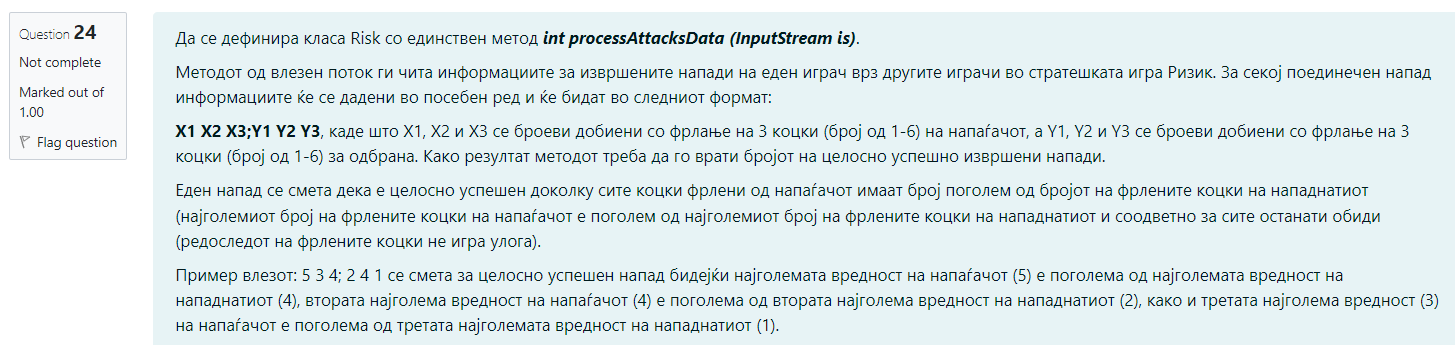 Question 24
Not complete
Marked out of
1.00
Flag question
Да се дефинира класа Risk со единствен метод int processAttacksData (InputStream is).
Методот од влезен поток ги чита информациите за извршените напади на еден играч врз другите играчи во стратешката игра Ризик. За секој поединечен напад
информациите ќе се дадени во посебен ред и ќе бидат во следниот формат:
X1 X2 X3;Y1 Y2 Y3, каде што X1, X2 и X3 се броеви добиени со фрлање на 3 коцки (број од 1-6) на напаѓачот, а Y1, Y2 и Y3 се броеви добиени со фрлање на 3
коцки (број од 1-6) за одбрана. Како резултат методот треба да го врати бројот на целосно успешно извршени напади.
Еден напад се смета дека е целосно успешен доколку сите коцки фрлени од напаѓачот имаат број поголем од бројот на фрлените коцки на нападнатиот
(најголемиот број на фрлените коцки на напаѓачот е поголем од најголемиот број на фрлените коцки на нападнатиот и соодветно за сите останати обиди
(редоследот на фрлените коцки не игра улога).
Пример влезот: 5 3 4; 2 4 1 се смета за целосно успешен напад бидејќи најголемата вредност на напаѓачот (5) е поголема од најголемата вредност на
нападнатиот (4), втората најголема вредност на напаѓачот (4) е поголема од втората најголема вредност на нападнатиот (2), како и третата најголема вредност (3)
на напаѓачот е поголема од третата најголемата вредност на нападнатиот (1).